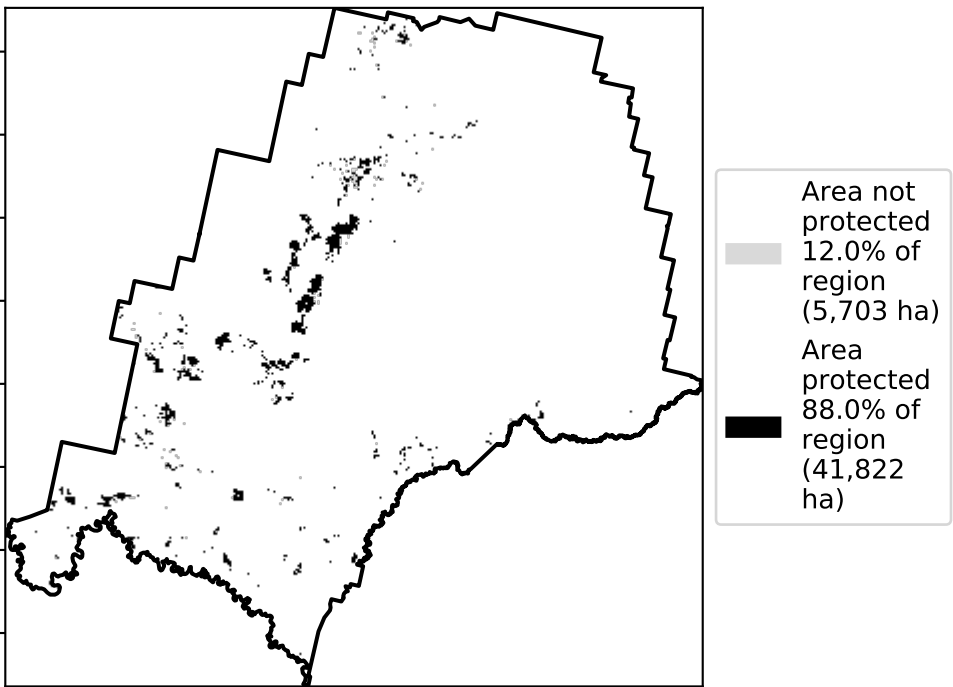 Area not
protected
12.0% of
region
(5,703 ha)
Area
protected
88.0% of
region
(41,822
ha)